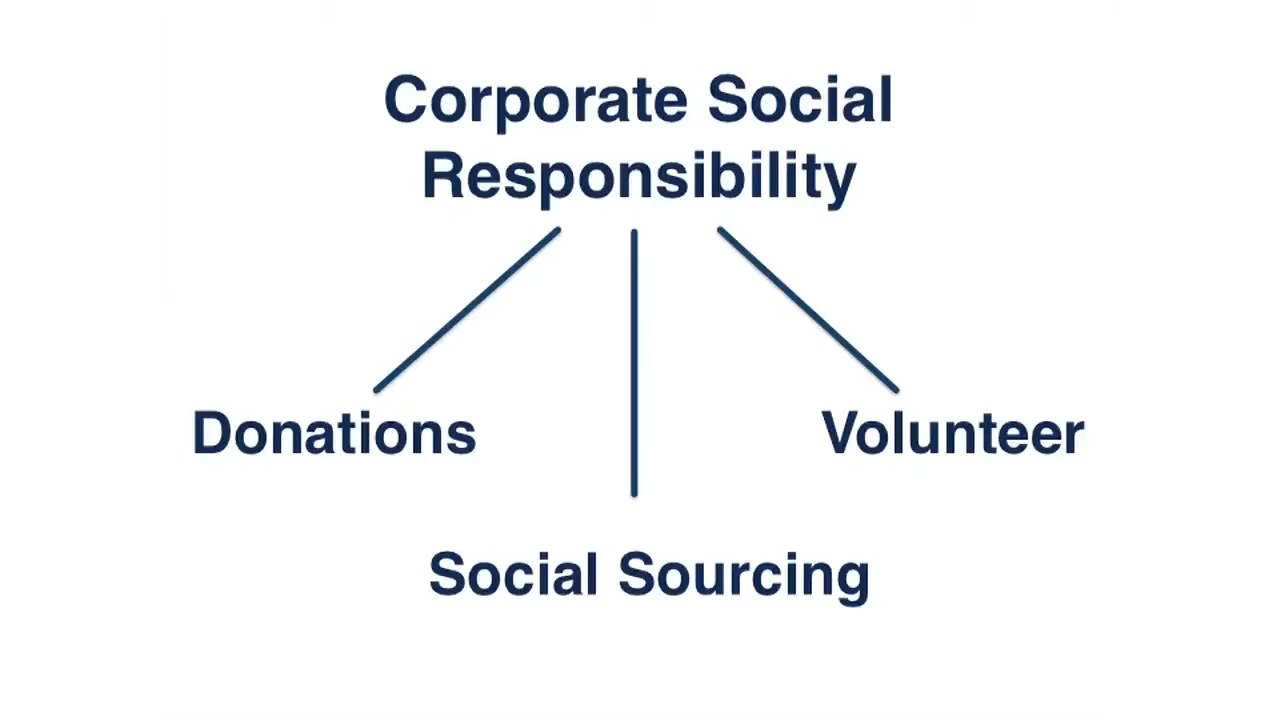 Corporate Social
Responsibility
Donations
Volunteer
Social Sourcing